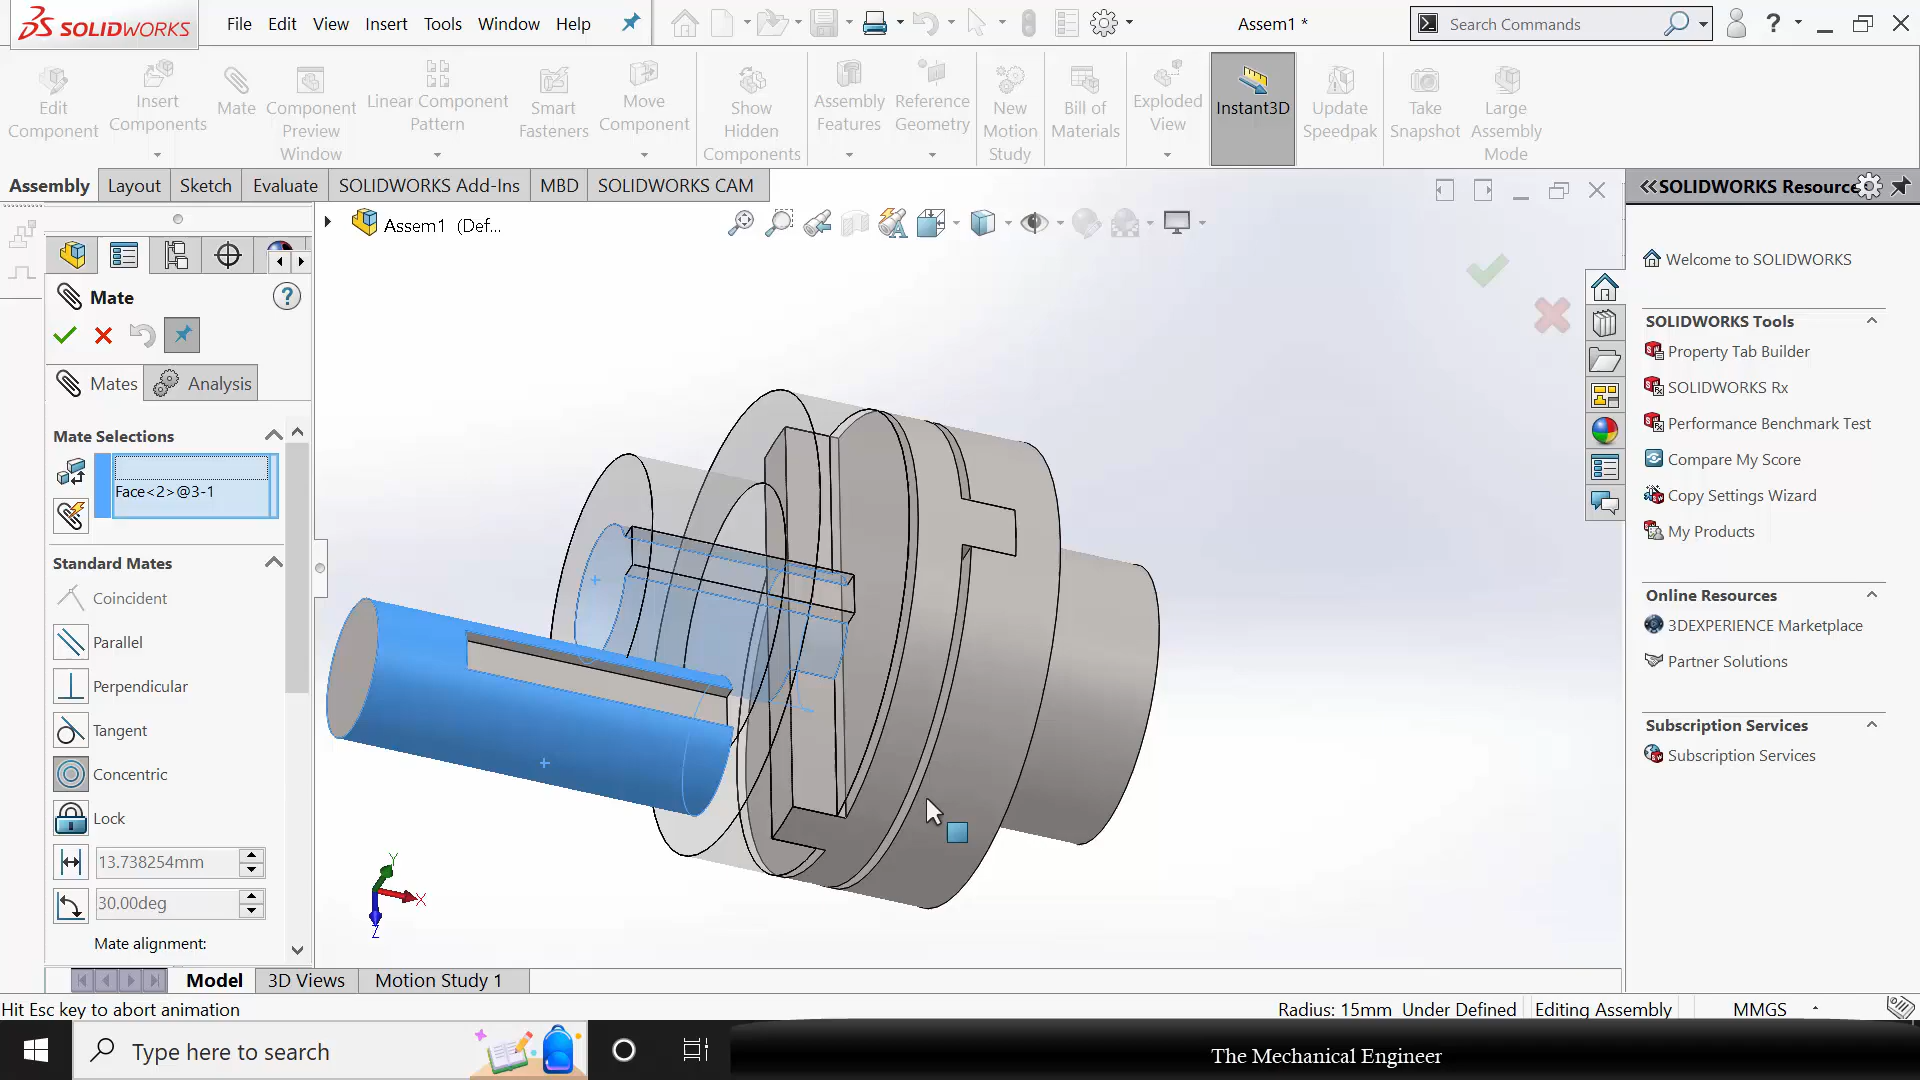 SOLIDWORKS
File Edit View Insert Tools Window Help
Assem1 *
Search Commands
?
Edit Component
Insert Components
Mate
Component Preview Window
Linear Component Pattern
Smart Fasteners
Move Component
Show Hidden Components
Assembly Features
Reference Geometry
New Motion Study
Bill of Materials
Exploded View
Instant3D
Update Speedpak
Take Snapshot
Large Assembly Mode
Assembly Layout Sketch Evaluate SOLIDWORKS Add-Ins MBD SOLIDWORKS CAM
Assem1 (Def...
Mate
?
Mates
Analysis
Mate Selections
Face<2>@3-1
Standard Mates
Coincident
Parallel
Perpendicular
Tangent
Concentric
Lock
13.738254mm
30.00deg
Mate alignment:
Y
X
Z
SOLIDWORKS Resource
Welcome to SOLIDWORKS
SOLIDWORKS Tools
Property Tab Builder
SOLIDWORKS Rx
Performance Benchmark Test
Compare My Score
Copy Settings Wizard
My Products
Online Resources
3DEXPERIENCE Marketplace
Partner Solutions
Subscription Services
Subscription Services
Model 3D Views Motion Study 1
Hit Esc key to abort animation
Radius: 15mm Under Defined Editing Assembly MMGS
Type here to search
The Mechanical Engineer